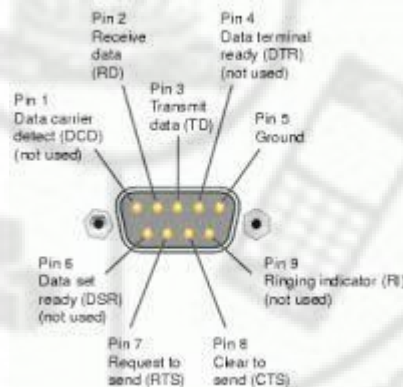 Pin 2
Receive
data
(RD)
Pin 4
Data terminal
ready (DTR)
(not used)
Pin 3
Transmit
data (TD)
Pin 1
Data carrier
detect (DCD)
(not used)
Pin 5
Ground
Pin 6
Data set
ready (DSR)
(not used)
Pin 9
Ringing indicator (RI)
(not used)
Pin 7
Request to
send (RTS)
Pin 8
Clear to
send (CTS)